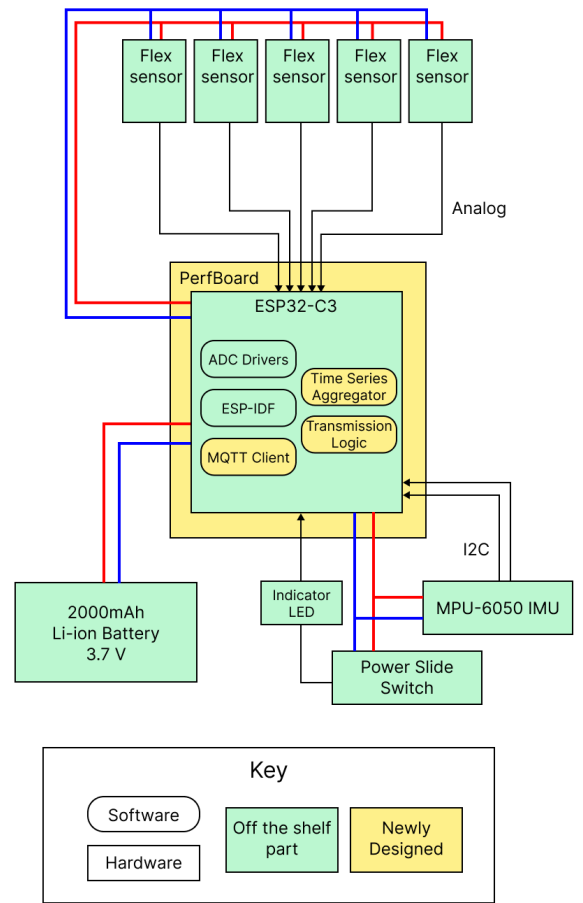 Flex
sensor
Flex
sensor
Flex
sensor
Flex
sensor
Flex
sensor
Analog
PerfBoard
ESP32-C3
ADC Drivers
ESP-IDF
MQTT Client
Time Series
Aggregator
Transmission
Logic
I2C
2000mAh
Li-ion Battery
3.7 V
Indicator
LED
MPU-6050 IMU
Power Slide
Switch
Key
Software
Hardware
Off the shelf
part
Newly
Designed